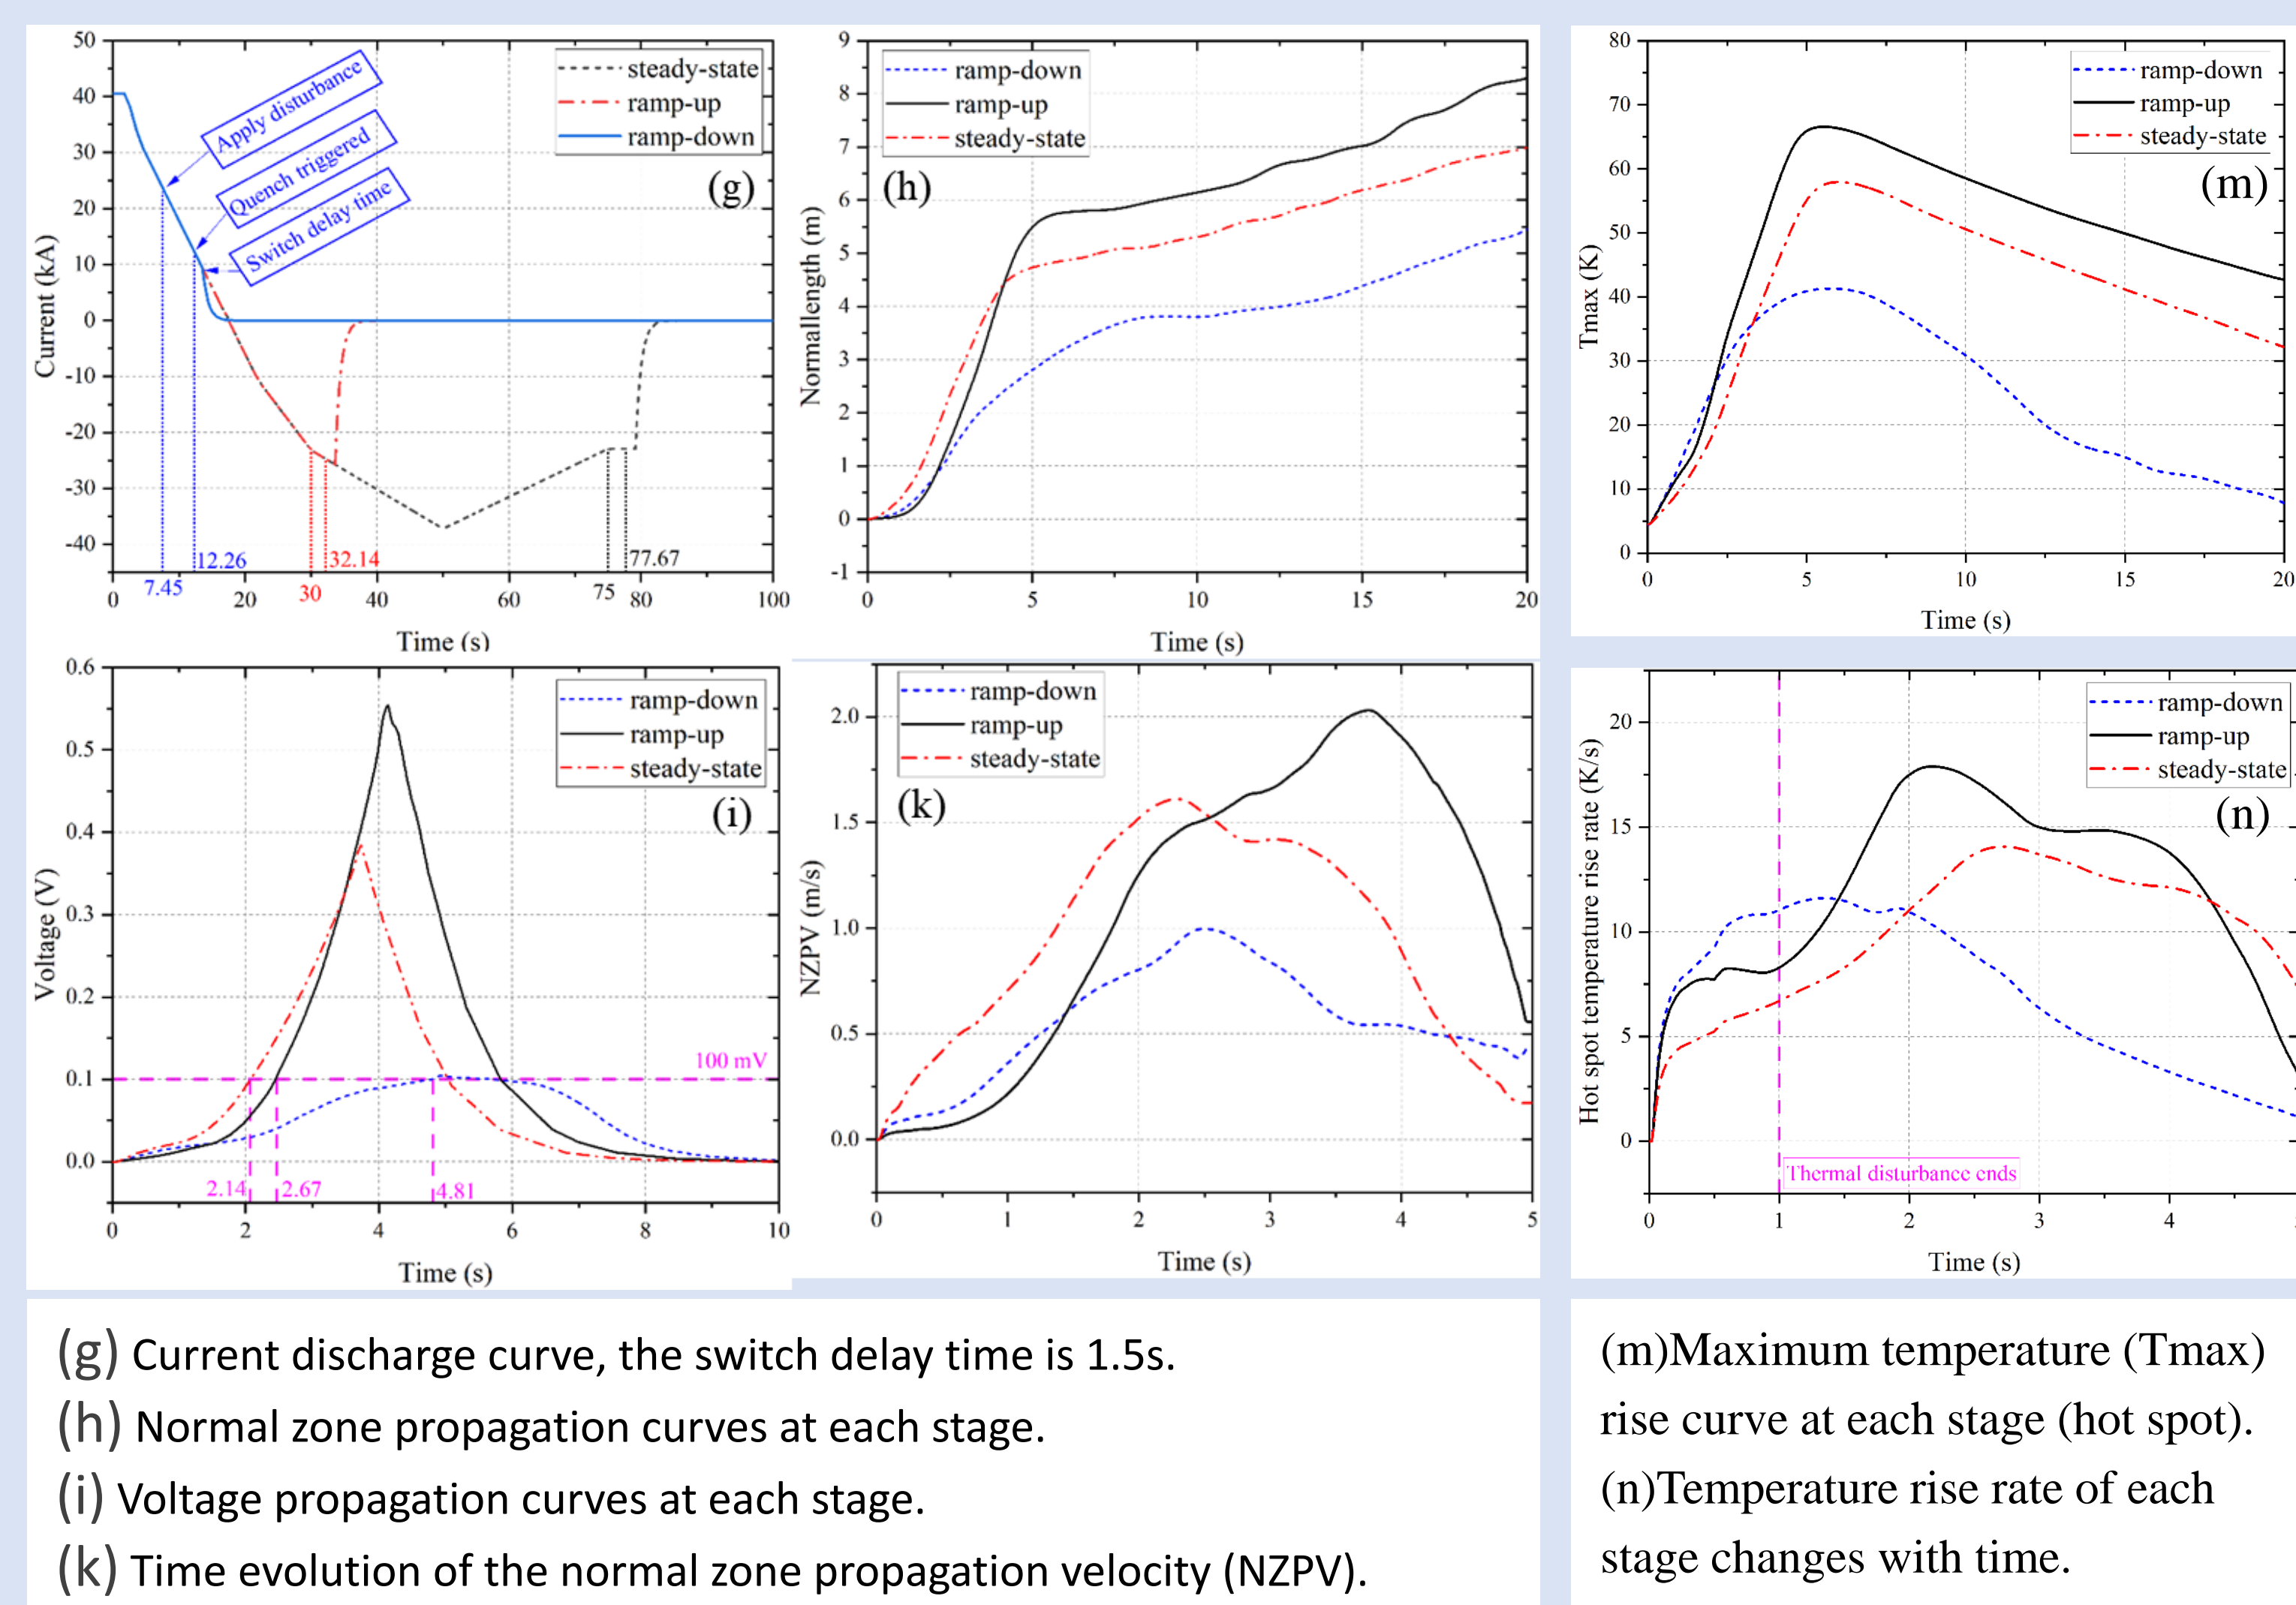 50
40
30
20
10
0
-10
-20
-30
-40
Current (kA)
steady-state
ramp-up
ramp-down
(g)
Apply disturbance
Quench triggered
Switch delay time
12.26
32.14
77.67
0
7.45
20
30
40
60
75
80
100
Time (s)
9
8
7
6
5
4
3
2
1
0
-1
Normallength (m)
ramp-down
ramp-up
steady-state
(h)
0
5
10
15
20
Time (s)
80
70
60
50
40
30
20
10
0
Tmax (K)
ramp-down
ramp-up
steady-state
(m)
0
5
10
15
20
Time (s)
0.6
0.5
0.4
0.3
0.2
0.1
0.0
Voltage (V)
ramp-down
ramp-up
steady-state
(i)
100 mV
2.14
2.67
4.81
0
2
4
6
8
10
Time (s)
2.0
1.5
1.0
0.5
0.0
NZPV (m/s)
ramp-down
ramp-up
steady-state
(k)
0
1
2
3
4
5
Time (s)
20
15
10
5
0
Hot spot temperature rise rate (K/s)
ramp-down
ramp-up
steady-state
(n)
Thermal disturbance ends
0
1
2
3
4
Time (s)
(g) Current discharge curve, the switch delay time is 1.5s.
(h) Normal zone propagation curves at each stage.
(i) Voltage propagation curves at each stage.
(k) Time evolution of the normal zone propagation velocity (NZPV).
(m)Maximum temperature (Tmax)
rise curve at each stage (hot spot).
(n)Temperature rise rate of each
stage changes with time.